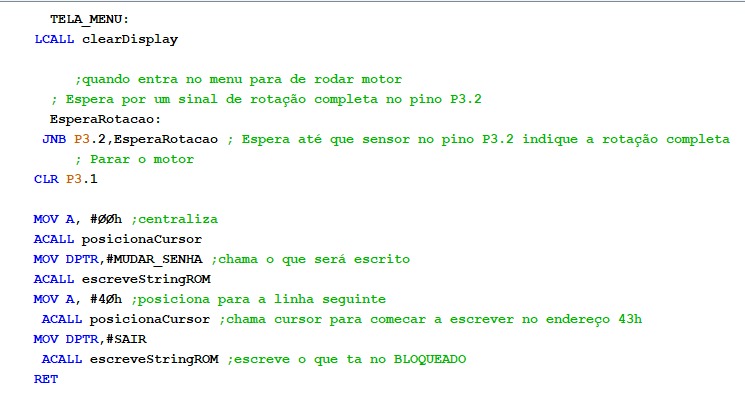 TELA_MENU:
LCALL clearDisplay
;quando entra no menu para de rodar motor
; Espera por um sinal de rotação completa no pino P3.2
EsperaRotacao:
JNB P3.2,EsperaRotacao ; Espera até que sensor no pino P3.2 indique a rotação completa
; Parar o motor
CLR P3.1
MOV A, #00h ;centraliza
ACALL posicionaCursor
MOV DPTR,#MUDAR_SENHA ;chama o que será escrito
ACALL escreveStringROM
MOV A, #40h ;posiciona para a linha seguinte
ACALL posicionaCursor ;chama cursor para comecar a escrever no endereço 43h
MOV DPTR,#SAIR
ACALL escreveStringROM ;escreve o que ta no BLOQUEADO
RET